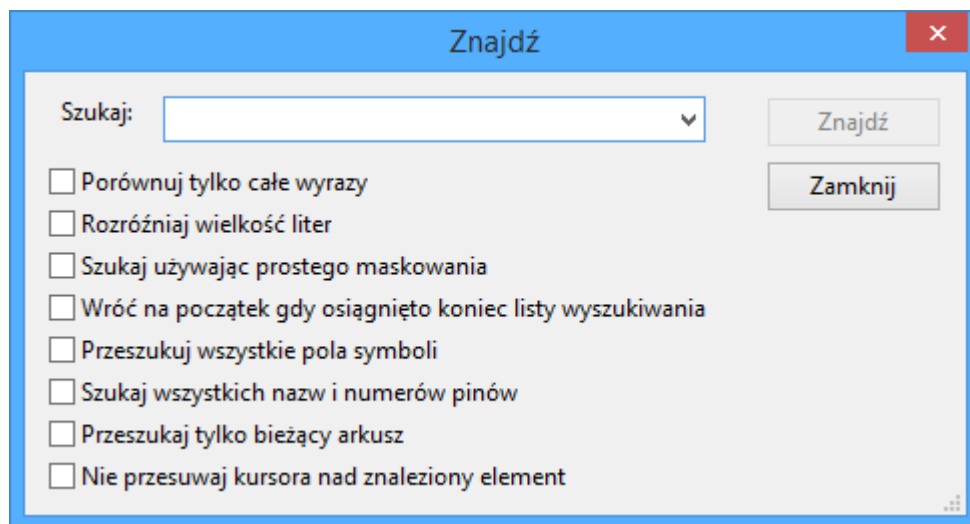 Znajdź
Szukaj:
Znajdź
Porównuj tylko całe wyrazy
Zamknij
Rozróźniaj wielkość liter
Szukaj używając prostego maskowania
Wróć na początek gdy osiągnięto koniec listy wyszukiwania
Przeszukuj wszystkie pola symboli
Szukaj wszystkich nazw i numerów pinów
Przeszukaj tylko bieżący arkusz
Nie przesuwaj kursora nad znaleziony element